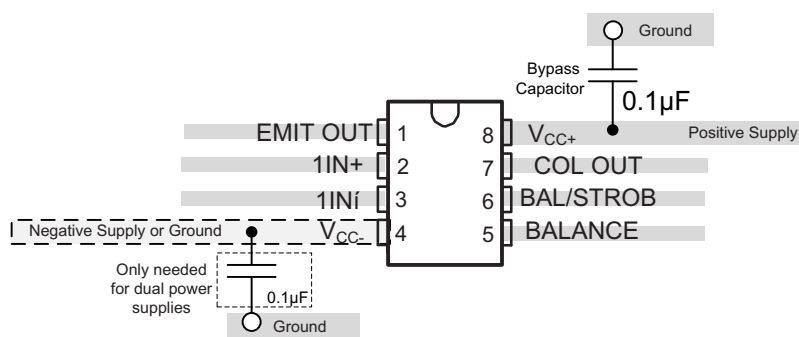 Ground
Bypass
Capacitor
0.1μF
EMIT OUT 1
8 VCC+ Positive Supply
1IN+ 2
7 COL OUT
1INí 3
6 BAL/STROB
Negative Supply or Ground VCC- 4
5 BALANCE
Only needed
for dual power
supplies
0.1μF
Ground